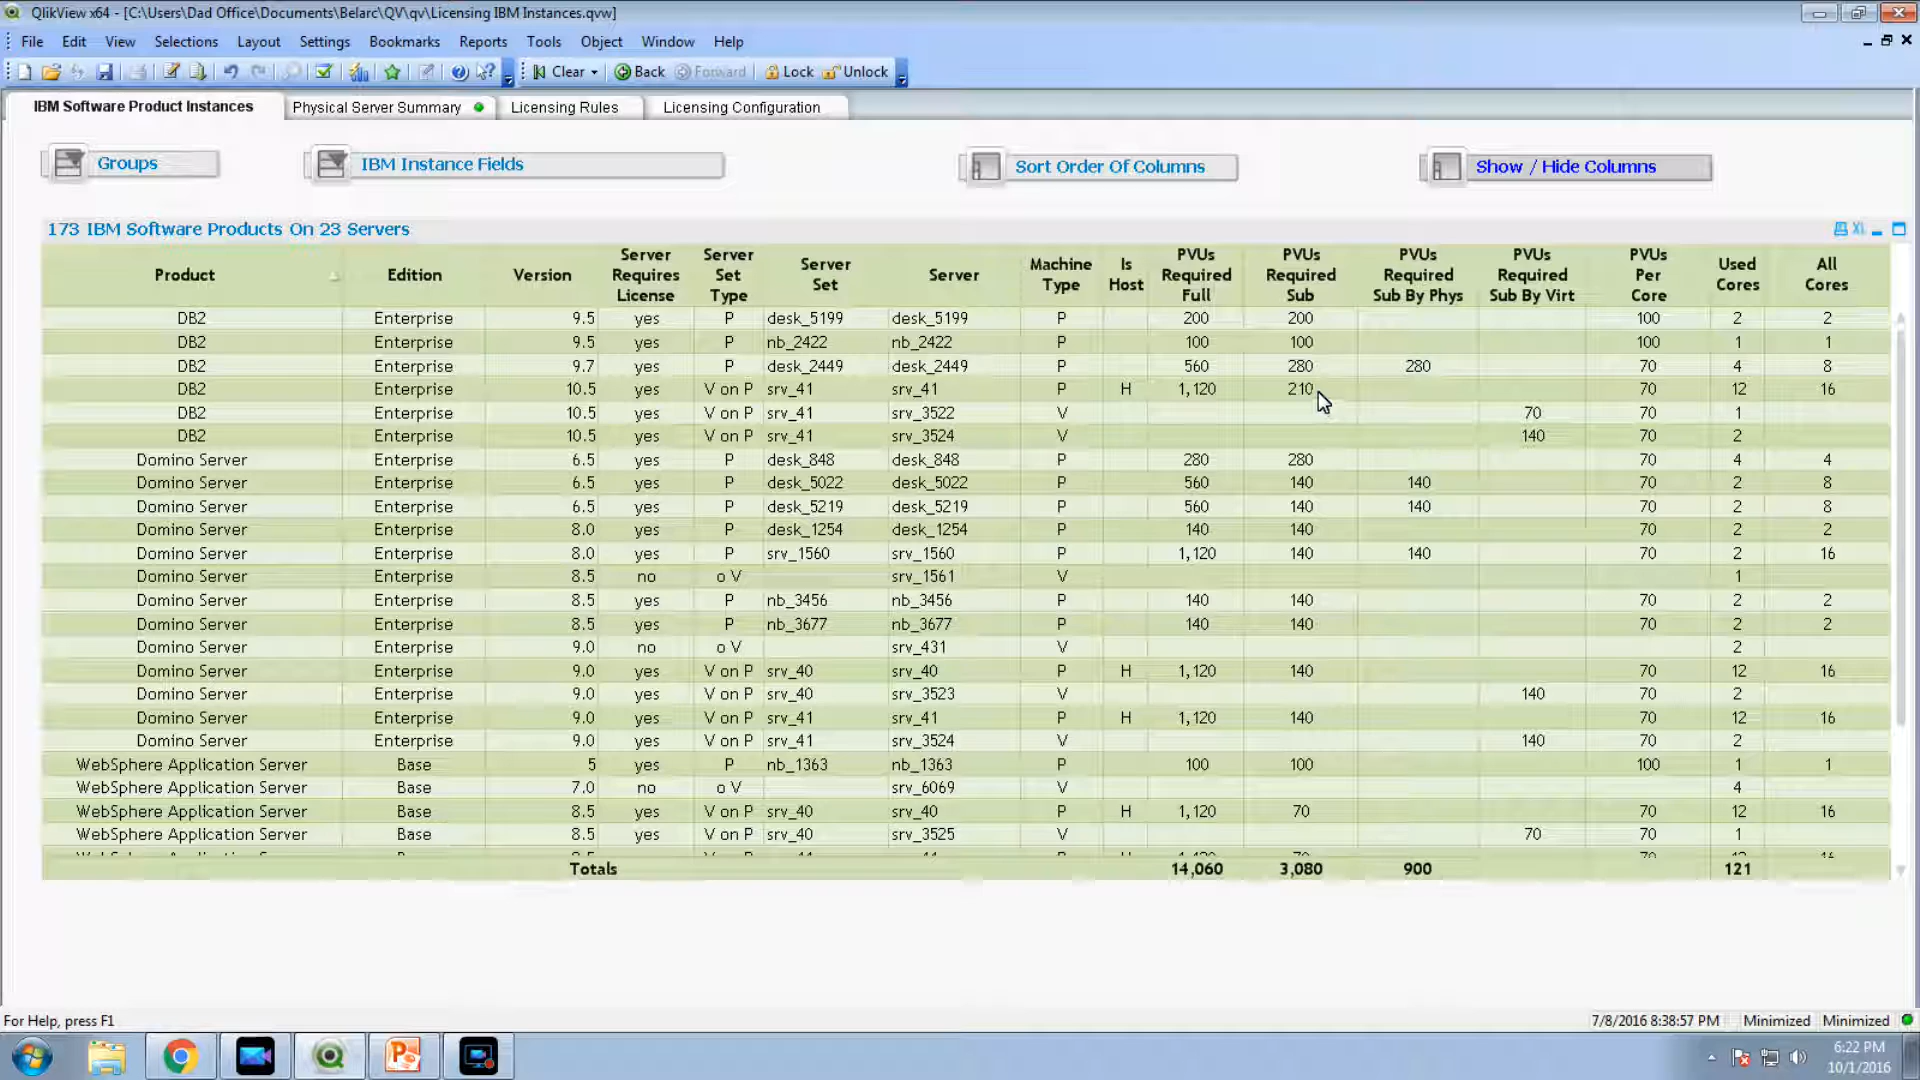 QlikView x64 - [C:\Users\Dad Office\Documents\Belarc\QV\qv\Licensing IBM Instances.qvw]
File Edit View Selections Layout Settings Bookmarks Reports Tools Object Window Help
Clear Back Forward Lock Unlock
IBM Software Product Instances Physical Server Summary Licensing Rules Licensing Configuration
Groups IBM Instance Fields Sort Order Of Columns Show / Hide Columns
173 IBM Software Products On 23 Servers XL
Product Edition Version Server Requires License Server Set Type Server Set Server Machine Type Is Host PVUs Required Full PVUs Required Sub PVUs Required Sub By Phys PVUs Required Sub By Virt PVUs Per Core Used Cores All Cores
DB2 Enterprise 9.5 yes P desk_5199 desk_5199 P 200 200 100 2 2
DB2 Enterprise 9.5 yes P nb_2422 nb_2422 P 100 100 100 1 1
DB2 Enterprise 9.7 yes P desk_2449 desk_2449 P 560 280 280 70 4 8
DB2 Enterprise 10.5 yes V on P srv_41 srv_41 P H 1,120 210 70 12 16
DB2 Enterprise 10.5 yes V on P srv_41 srv_3522 V 70 70 1
DB2 Enterprise 10.5 yes V on P srv_41 srv_3524 V 140 70 2
Domino Server Enterprise 6.5 yes P desk_848 desk_848 P 280 280 70 4 4
Domino Server Enterprise 6.5 yes P desk_5022 desk_5022 P 560 140 140 70 2 8
Domino Server Enterprise 6.5 yes P desk_5219 desk_5219 P 560 140 140 70 2 8
Domino Server Enterprise 8.0 yes P desk_1254 desk_1254 P 140 140 70 2 2
Domino Server Enterprise 8.0 yes P srv_1560 srv_1560 P 1,120 140 140 70 2 16
Domino Server Enterprise 8.5 no o V srv_1561 V 1
Domino Server Enterprise 8.5 yes P nb_3456 nb_3456 P 140 140 70 2 2
Domino Server Enterprise 8.5 yes P nb_3677 nb_3677 P 140 140 70 2 2
Domino Server Enterprise 9.0 no o V srv_431 V 2
Domino Server Enterprise 9.0 yes V on P srv_40 srv_40 P H 1,120 140 70 12 16
Domino Server Enterprise 9.0 yes V on P srv_40 srv_3523 V 140 70 2
Domino Server Enterprise 9.0 yes V on P srv_41 srv_41 P H 1,120 140 70 12 16
Domino Server Enterprise 9.0 yes V on P srv_41 srv_3524 V 140 70 2
WebSphere Application Server Base 5 yes P nb_1363 nb_1363 P 100 100 100 1 1
WebSphere Application Server Base 7.0 no o V srv_6069 V 4
WebSphere Application Server Base 8.5 yes V on P srv_40 srv_40 P H 1,120 70 70 12 16
WebSphere Application Server Base 8.5 yes V on P srv_40 srv_3525 V 70 70 1
Totals 14,060 3,080 900 121
For Help, press F1 7/8/2016 8:38:57 PM Minimized Minimized
6:22 PM
10/1/2016